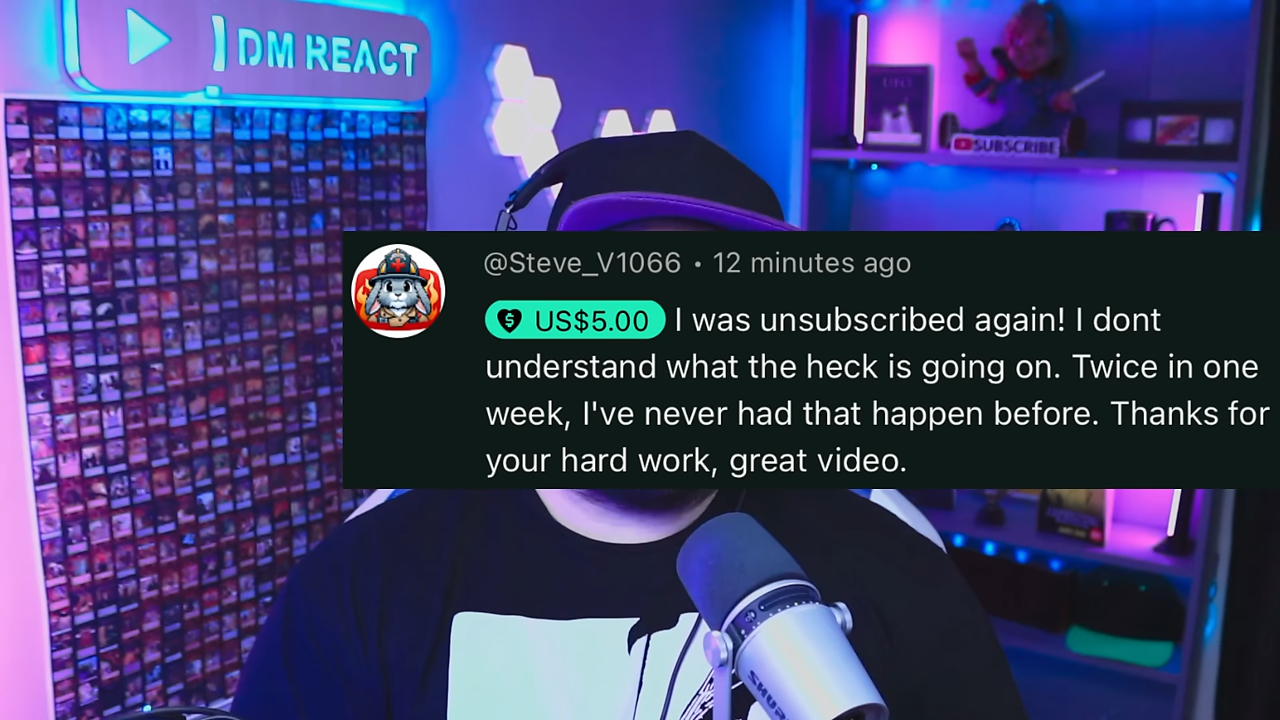 DM REACT
UFO
SUBSCRIBE
@Steve_V1066 • 12 minutes ago
US$5.00 I was unsubscribed again! I dont
understand what the heck is going on. Twice in one
week, I've never had that happen before. Thanks for
your hard work, great video.
SHURE